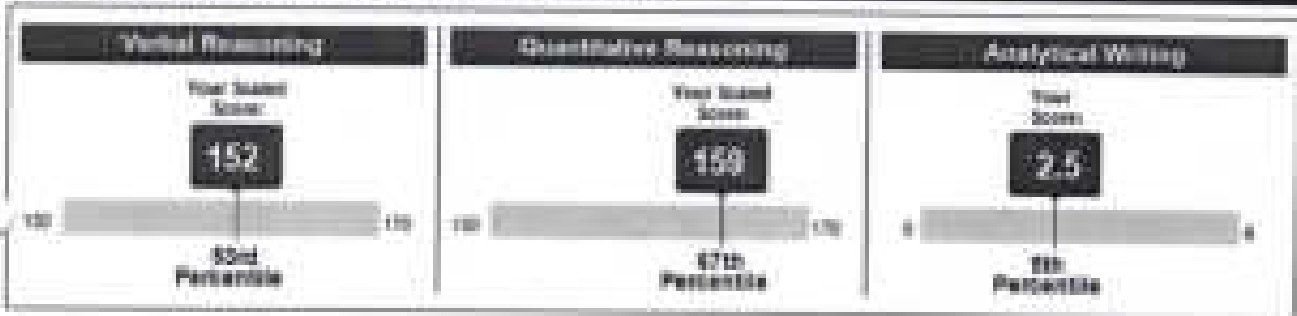 Verbal Reasoning
Your Scaled
Score:
152
130
170
Percentile
Quantitative Reasoning
Your Scaled
Score:
159
130
170
67th
Percentile
Analytical Writing
Your
Score:
2.5
0
6
Percentile